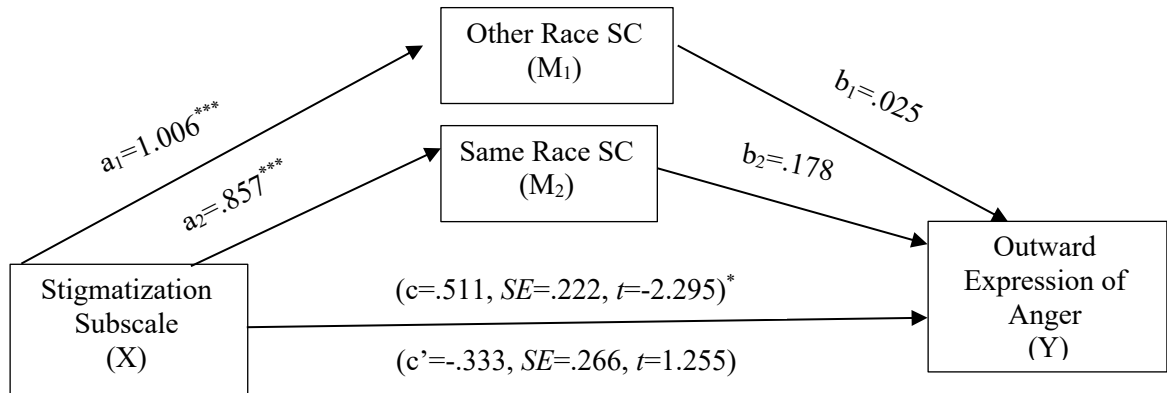 Other Race SC
(M₁)
a₁=1.006***
b₁=.025
Same Race SC
(M₂)
a₂=.857***
b₂=.178
Stigmatization
Subscale
(X)
(c=.511, SE=.222, t=-2.295)*
(c’=-.333, SE=.266, t=1.255)
Outward
Expression of
Anger
(Y)